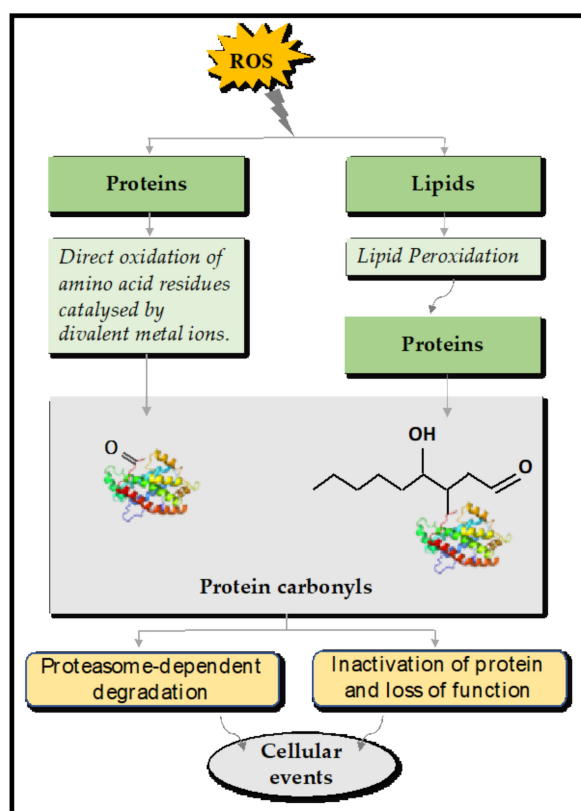 ROS
Proteins
Lipids
Direct oxidation of
amino acid residues
catalysed by
divalent metal ions.
Lipid Peroxidation
Proteins
O
OH
O
Protein carbonyls
Proteasome-dependent
degradation
Inactivation of protein
and loss of function
Cellular
events